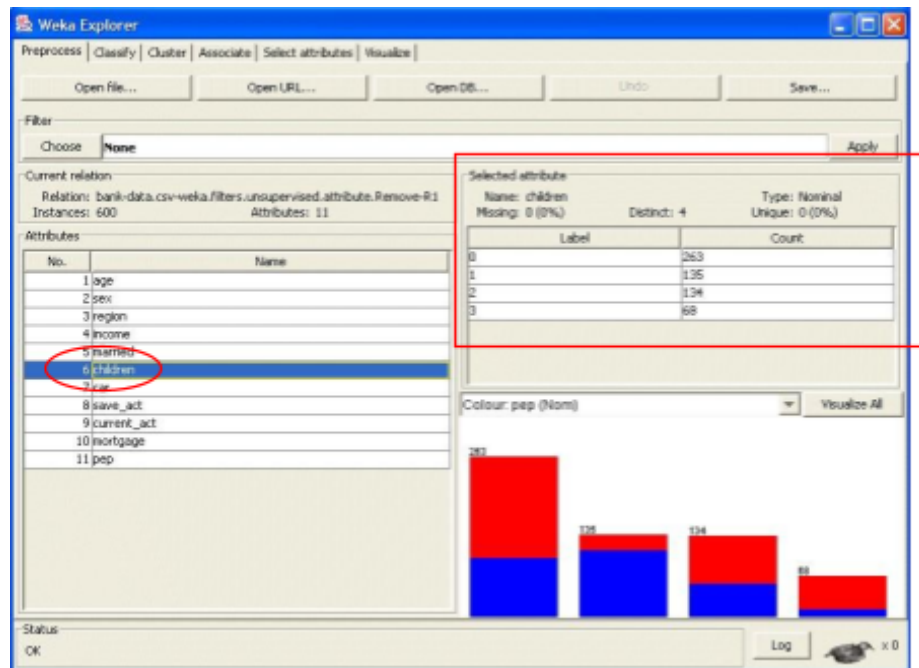 Weka Explorer
Preprocess Classify Cluster Associate Select attributes Visualize
Open file... Open URL... Open DB... Undo Save...
Filter
Choose None Apply
Current relation
Relation: bank-data.csv-weka.filters.unsupervised.attribute.Remove-R1
Instances: 600 Attributes: 11
Attributes
No. Name
1 age
2 sex
3 region
4 income
5 married
6 children
7 car
8 save_act
9 current_act
10 mortgage
11 pep
Selected attribute
Name: children Type: Nominal
Missing: 0 (0%) Distinct: 4 Unique: 0 (0%)
Label Count
0 263
1 135
2 134
3 68
Colour: pep (Nom) Visualize All
263
135
134
68
Status
OK
Log x 0